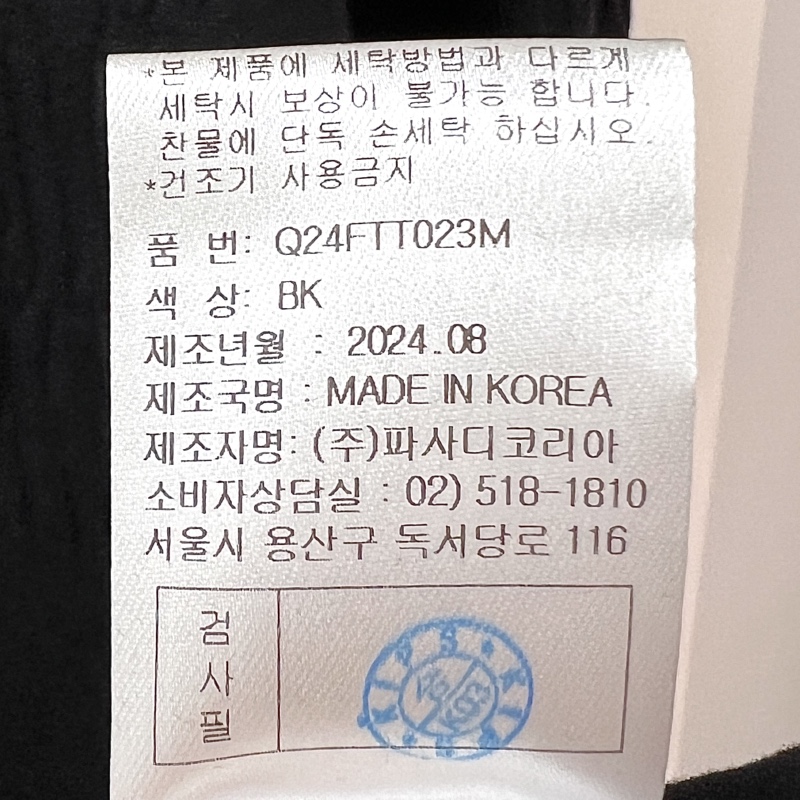 *본 제품에 세탁방법과 다르게
세탁시 보상이 불가능 합니다.
찬물에 단독 손세탁 하십시오.
*건조기 사용금지
품 번: Q24FTT023M
색 상: BK
제조년월 : 2024.08
제조국명 : MADE IN KOREA
제조자명: (주)파사디코리아
소비자상담실 : 02) 518-1810
서울시 용산구 독서당로 116
검
사
필